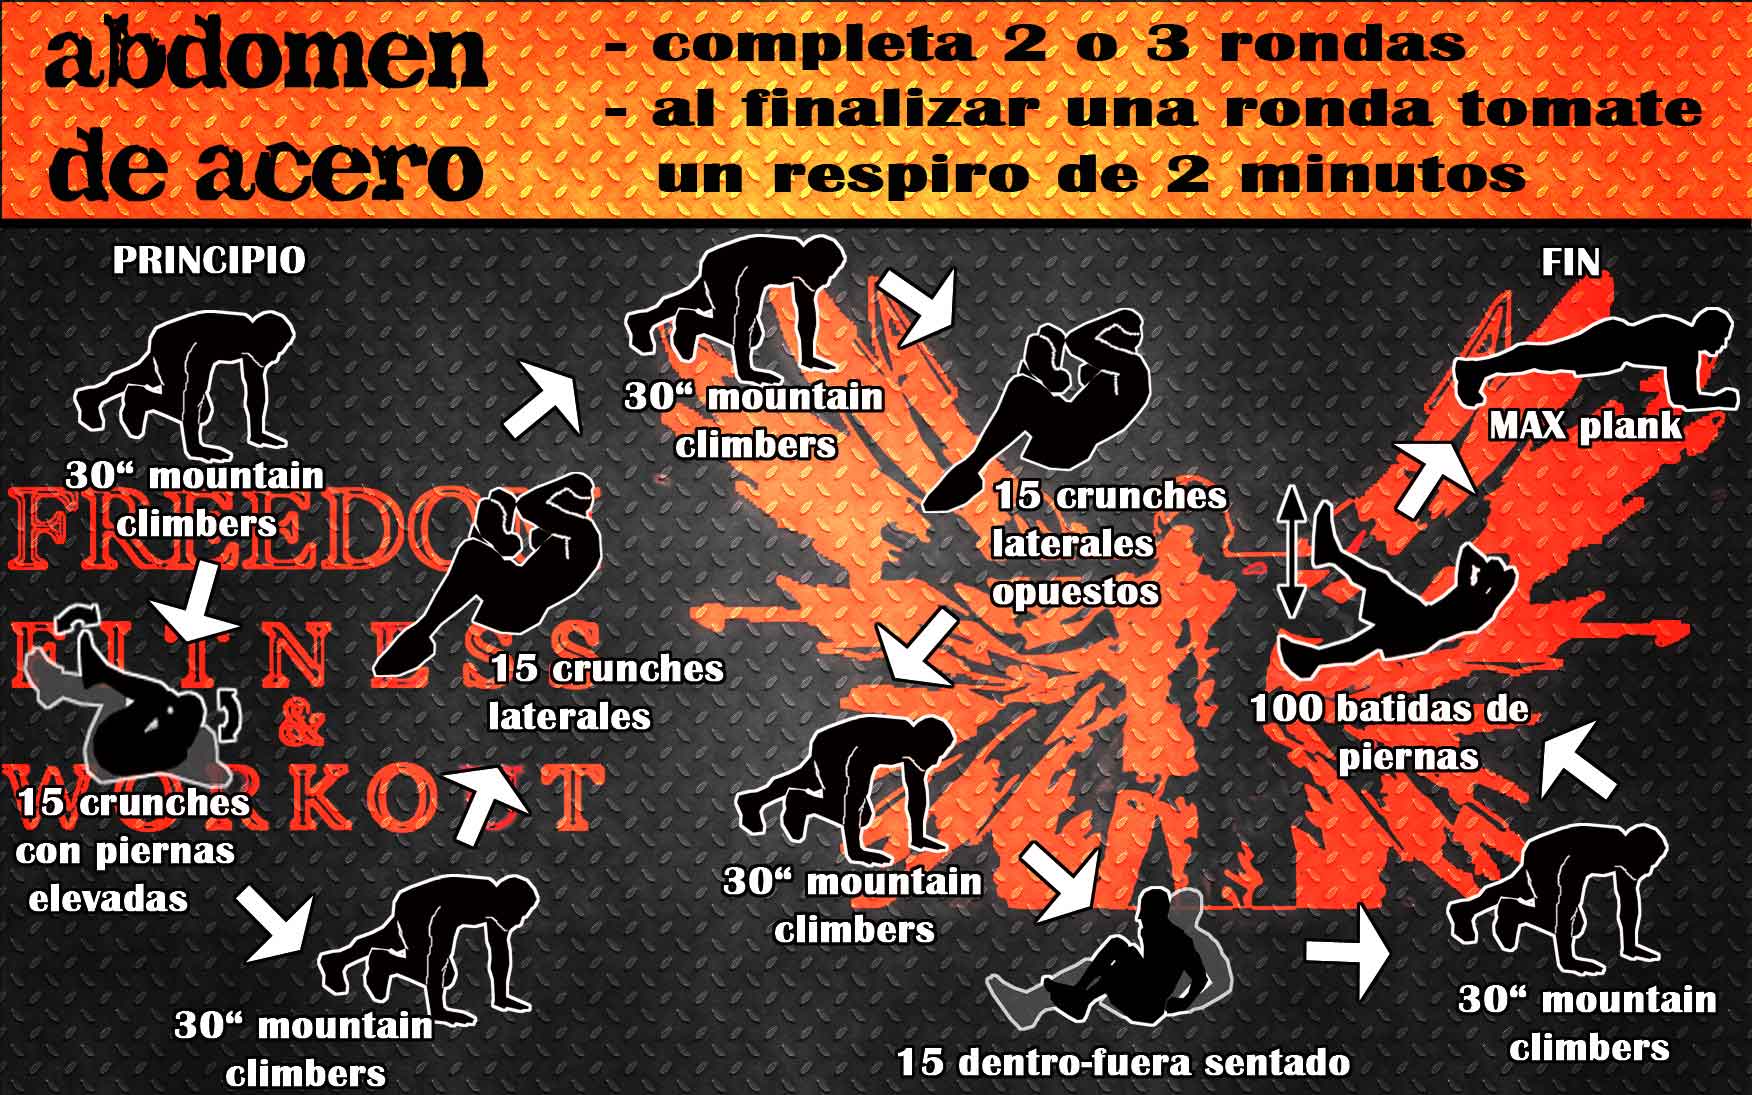 abdomen
de acero
- completa 2 o 3 rondas
- al finalizar una ronda tomate
un respiro de 2 minutos
PRINCIPIO
30“ mountain
climbers
15 crunches
con piernas
elevadas
30“ mountain
climbers
15 crunches
laterales
30“ mountain
climbers
15 crunches
laterales
opuestos
30“ mountain
climbers
15 dentro-fuera sentado
30“ mountain
climbers
100 batidas de
piernas
FIN
MAX plank
FREEDOM
FITNESS
&
WORKOUT